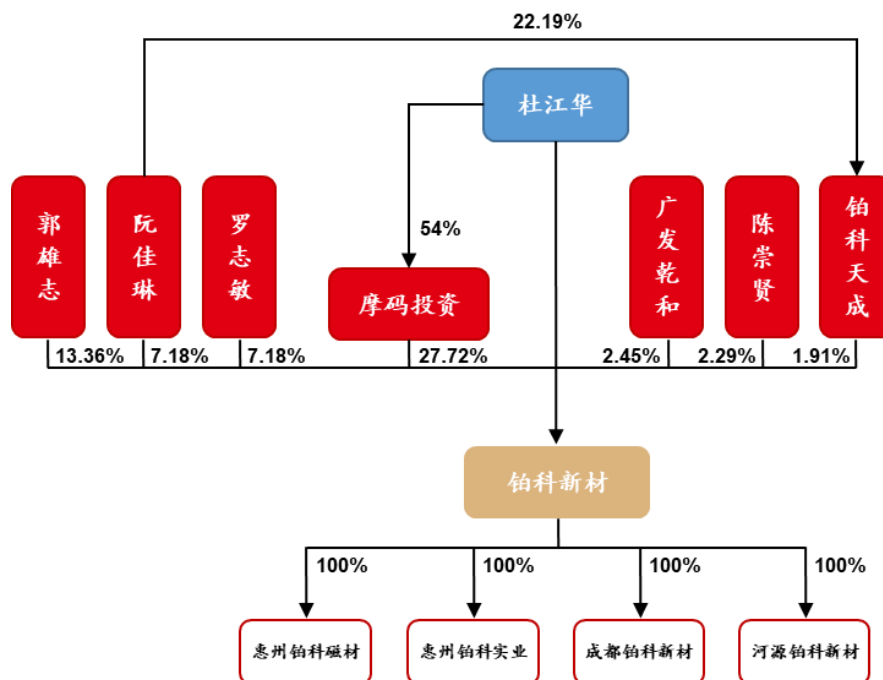 22.19%
杜江华
郭雄志
阮佳琳
罗志敏
54%
摩码投资
广发乾和
陈崇贤
铂科天成
13.36%
7.18%
7.18%
27.72%
2.45%
2.29%
1.91%
铂科新材
100%
100%
100%
100%
惠州铂科磁材
惠州铂科实业
成都铂科新材
河源铂科新材